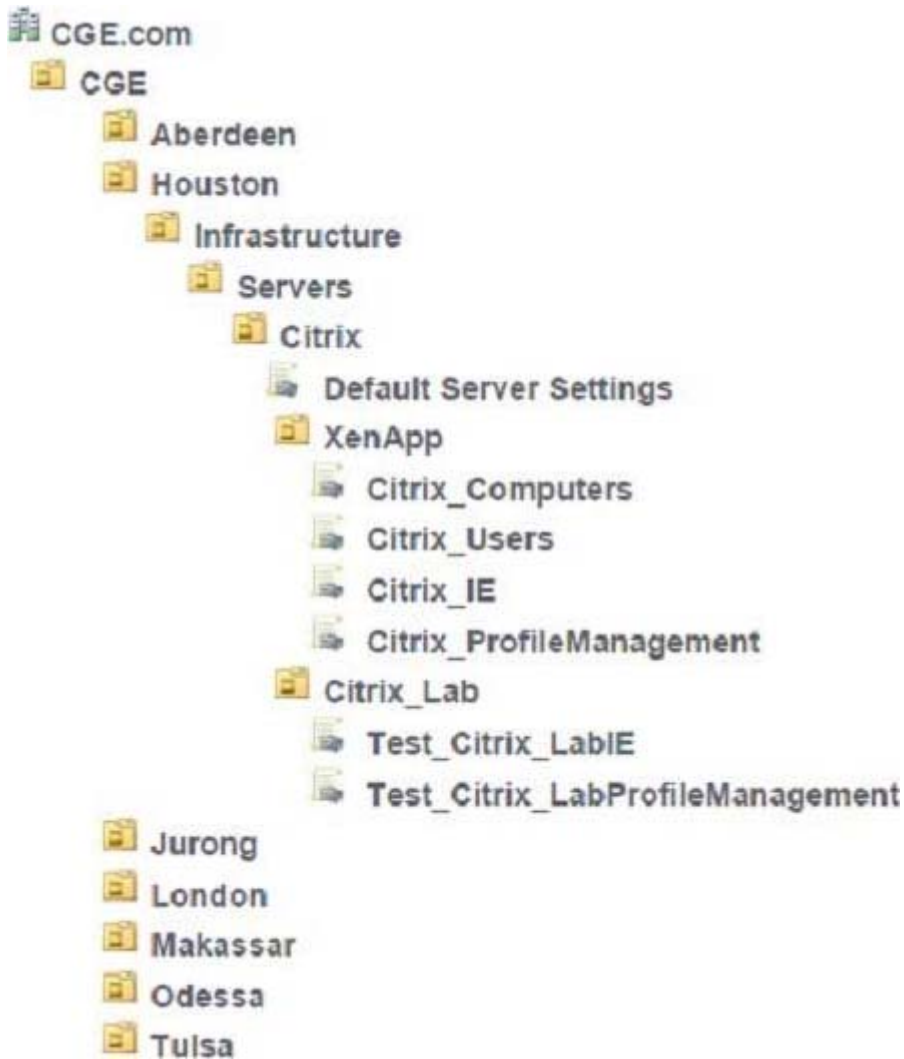 CGE.com
CGE
Aberdeen
Houston
Infrastructure
Servers
Citrix
Default Server Settings
XenApp
Citrix_Computers
Citrix_Users
Citrix_IE
Citrix_ProfileManagement
Citrix_Lab
Test_Citrix_LabIE
Test_Citrix_LabProfileManagement
Jurong
London
Makassar
Odessa
Tulsa